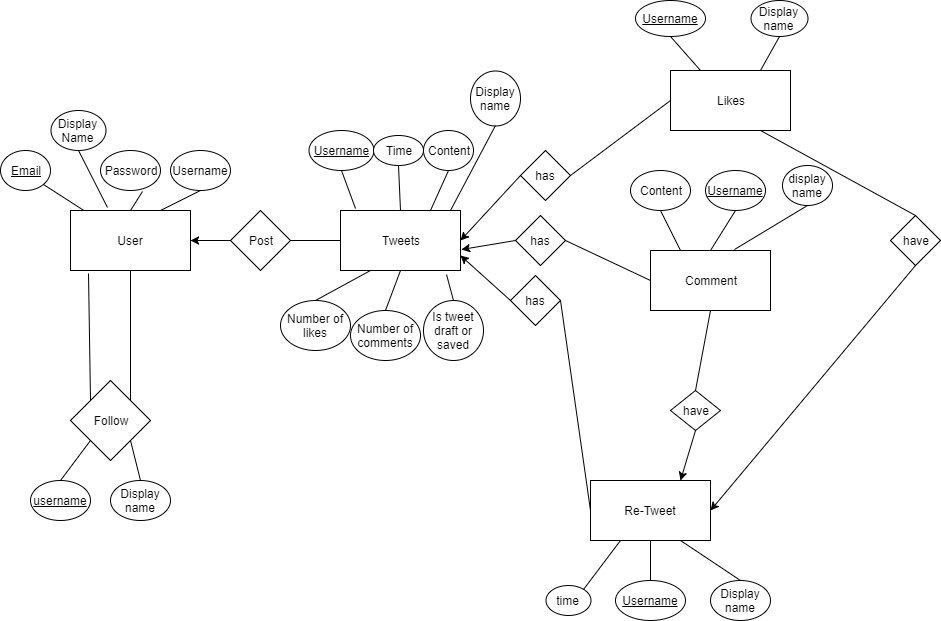 Username
Display
name
Likes
Display
name
Display
Name
Email
Password
Username
Username
Time
Content
has
Content
Username
display
name
User
Post
Tweets
has
have
Comment
has
Number of
likes
Number of
comments
Is tweet
draft or
saved
Follow
have
username
Display
name
Re-Tweet
time
Username
Display
name